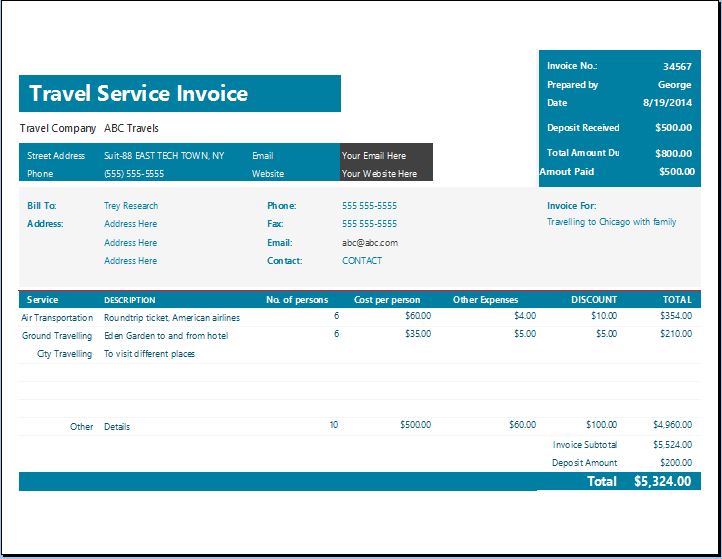 Invoice No.: 34567
Prepared by George
Date 8/19/2014
Deposit Received $500.00
Total Amount Du $800.00
Amout Paid $500.00
Travel Service Invoice
Travel Company ABC Travels
Street Address Suit-88 EAST TECH TOWN, NY Email Your Email Here
Phone (555) 555-5555 Website Your Website Here
Bill To: Trey Research Phone: 555 555-5555 Invoice For:
Address: Address Here Fax: 555 555-5555 Travelling to Chicago with family
Address Here Email: abc@abc.com
Address Here Contact: CONTACT
Service DESCRIPTION No. of persons Cost per person Other Expenses DISCOUNT TOTAL
Air Transportation Roundtrip ticket, American airlines 6 $60.00 $4.00 $10.00 $354.00
Ground Travelling Eden Garden to and from hotel 6 $35.00 $5.00 $5.00 $210.00
City Travelling To visit different places
Other Details 10 $500.00 $60.00 $100.00 $4,960.00
Invoice Subtotal $5,524.00
Deposit Amount $200.00
Total $5,324.00